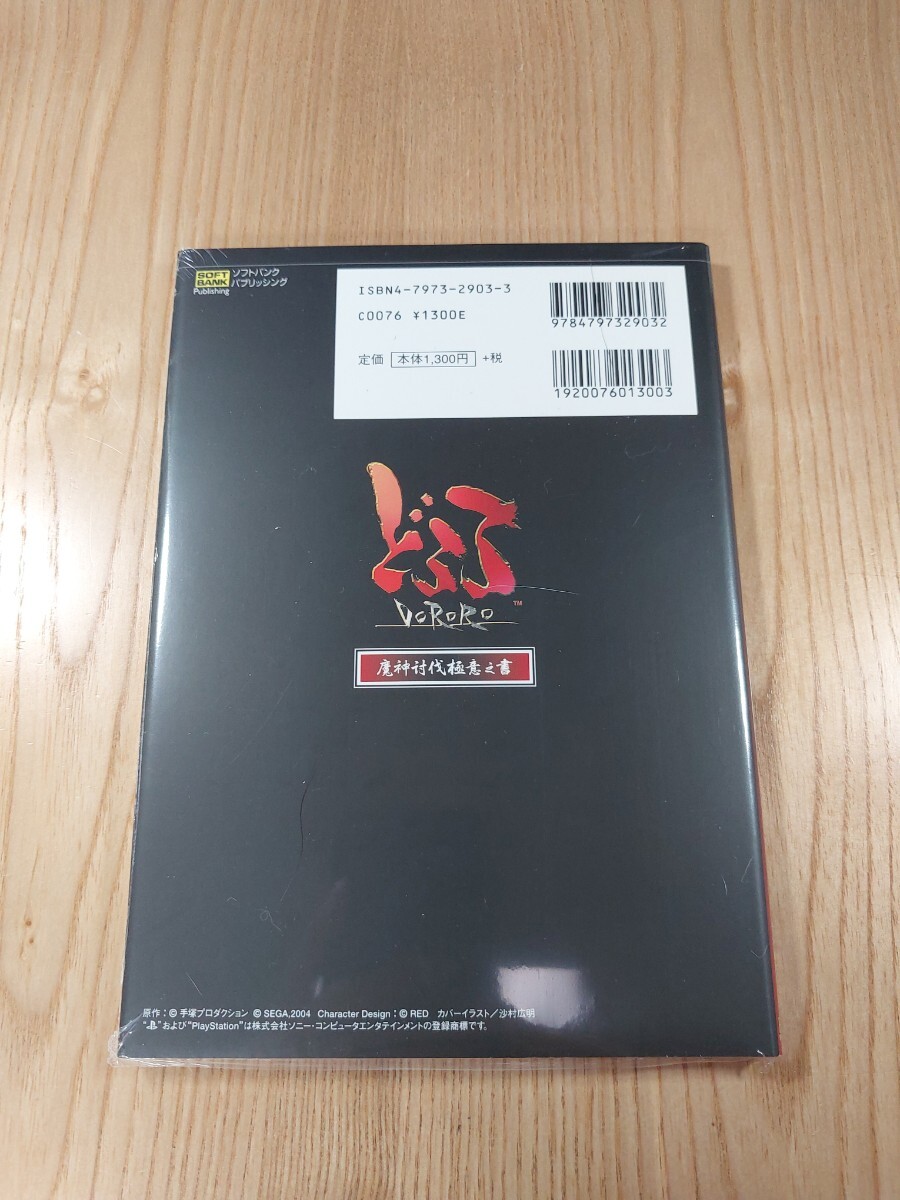 SOFT
BANK
Publishing
ソフトバンク
パブリッシング
ISBN4-7973-2903-3
C0076 ¥1300E
定価 本体1,300円 +税
9784797329032
1920076013003
どろろ
DORORO
™
魔神討伐極意之書
原作：© 手塚プロダクション © SEGA,2004 Character Design：© RED カバーイラスト／沙村広明
“PS”および“PlayStation”は株式会社ソニー・コンピュータエンタテインメントの登録商標です。